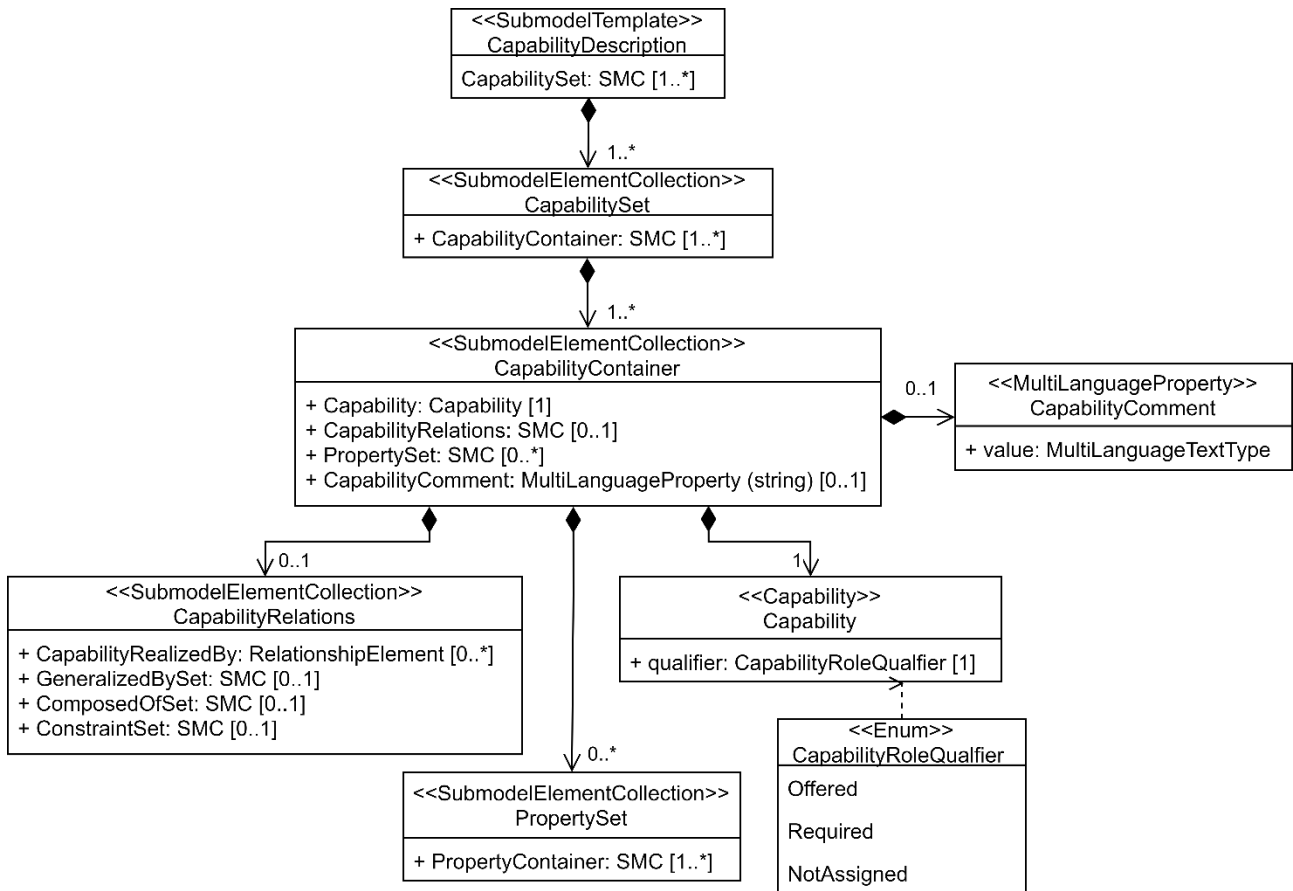 <<SubmodelTemplate>>
CapabilityDescription
CapabilitySet: SMC [1..*]
1..*
<<SubmodelElementCollection>>
CapabilitySet
+ CapabilityContainer: SMC [1..*]
1..*
<<SubmodelElementCollection>>
CapabilityContainer
+ Capability: Capability [1]
+ CapabilityRelations: SMC [0..1]
+ PropertySet: SMC [0..*]
+ CapabilityComment: MultiLanguageProperty (string) [0..1]
0..1
<<MultiLanguageProperty>>
CapabilityComment
+ value: MultiLanguageTextType
0..1
<<SubmodelElementCollection>>
CapabilityRelations
+ CapabilityRealizedBy: RelationshipElement [0..*]
+ GeneralizedBySet: SMC [0..1]
+ ComposedOfSet: SMC [0..1]
+ ConstraintSet: SMC [0..1]
1
<<Capability>>
Capability
+ qualifier: CapabilityRoleQualfier [1]
0..*
<<SubmodelElementCollection>>
PropertySet
+ PropertyContainer: SMC [1..*]
<<Enum>>
CapabilityRoleQualfier
Offered
Required
NotAssigned